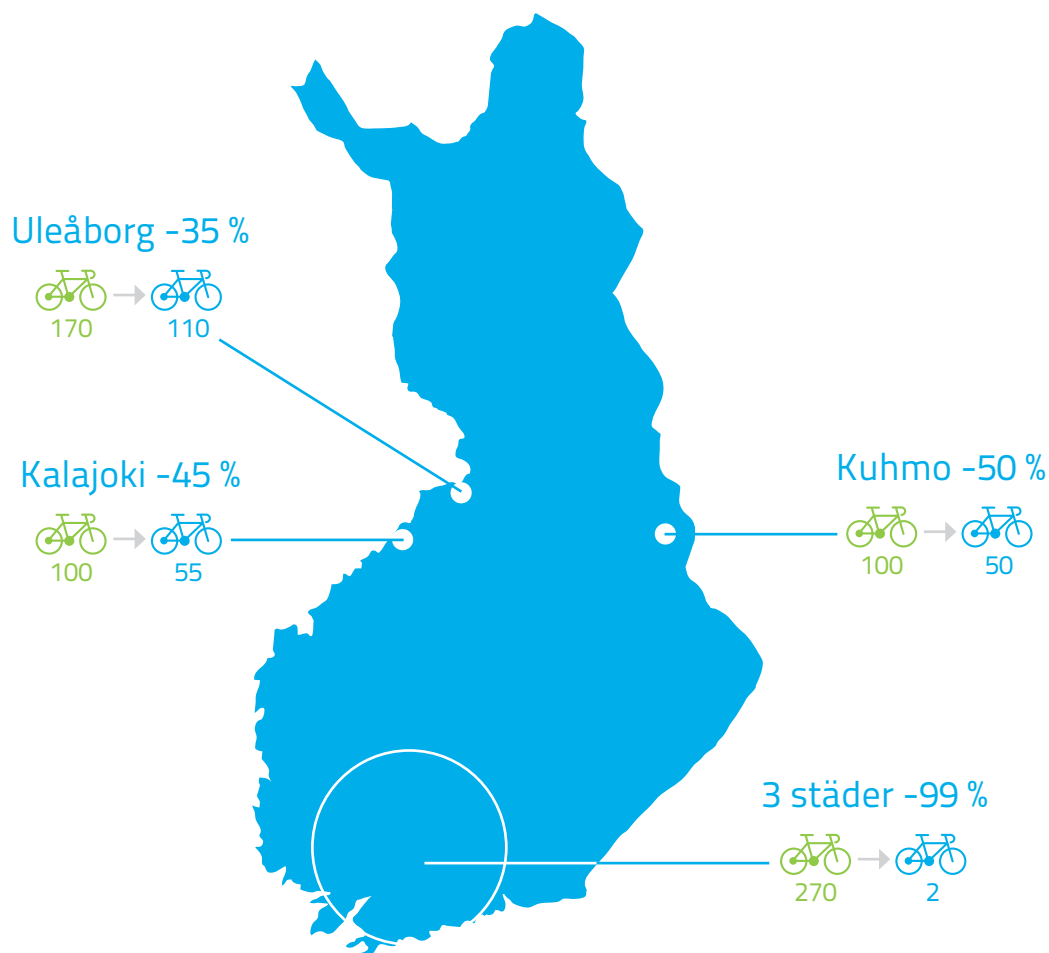 Uleåborg -35 %
170 110
Kalajoki -45 %
100 55
Kuhmo -50 %
100 50
3 städer -99 %
270 2